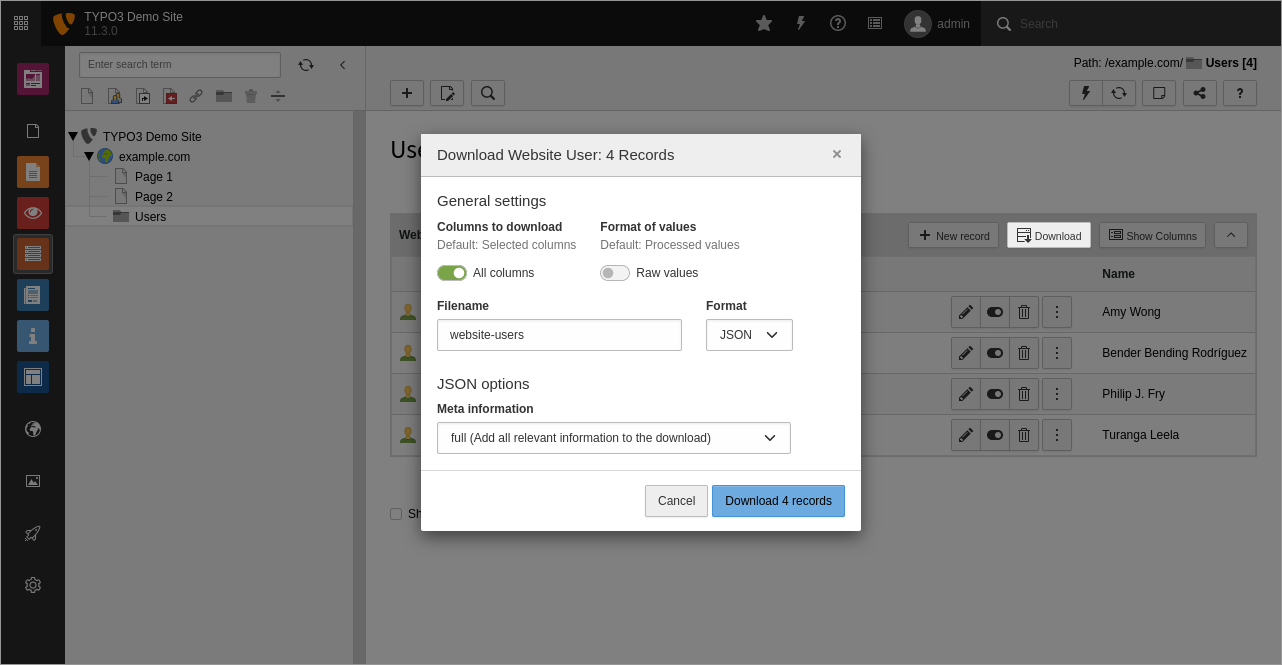 TYPO3 Demo Site
11.3.0
admin
Search
Enter search term
Path: /example.com/ Users [4]
?
TYPO3 Demo Site
example.com
Page 1
Page 2
Users
Use
Download Website User: 4 Records
×
General settings
Columns to download
Format of values
Default: Selected columns
Default: Processed values
All columns
Raw values
Filename
Format
website-users
JSON
JSON options
Meta information
full (Add all relevant information to the download)
Cancel
Download 4 records
Web
New record
Download
Show Columns
Name
Amy Wong
Bender Bending Rodríguez
Philip J. Fry
Turanga Leela
Sh